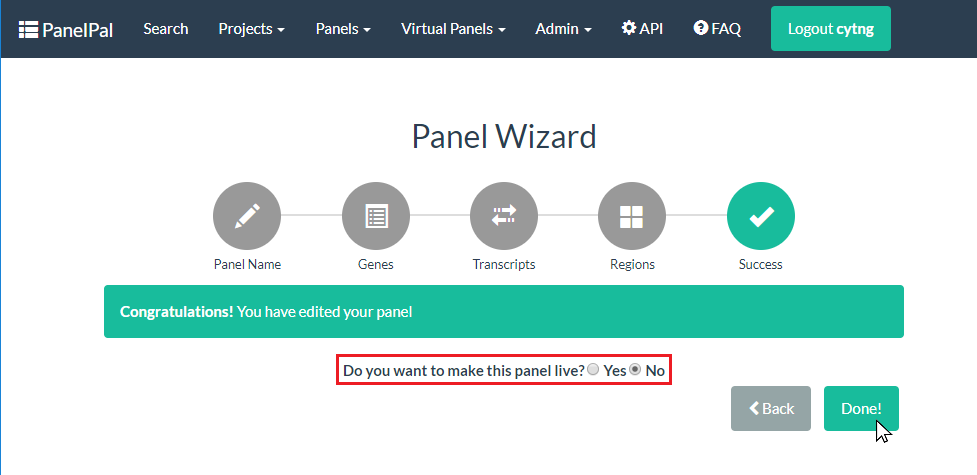 PanelPal Search Projects Panels Virtual Panels Admin API FAQ Logout cytng
Panel Wizard
Panel Name Genes Transcripts Regions Success
Congratulations! You have edited your panel
Do you want to make this panel live? Yes No
Back Done!